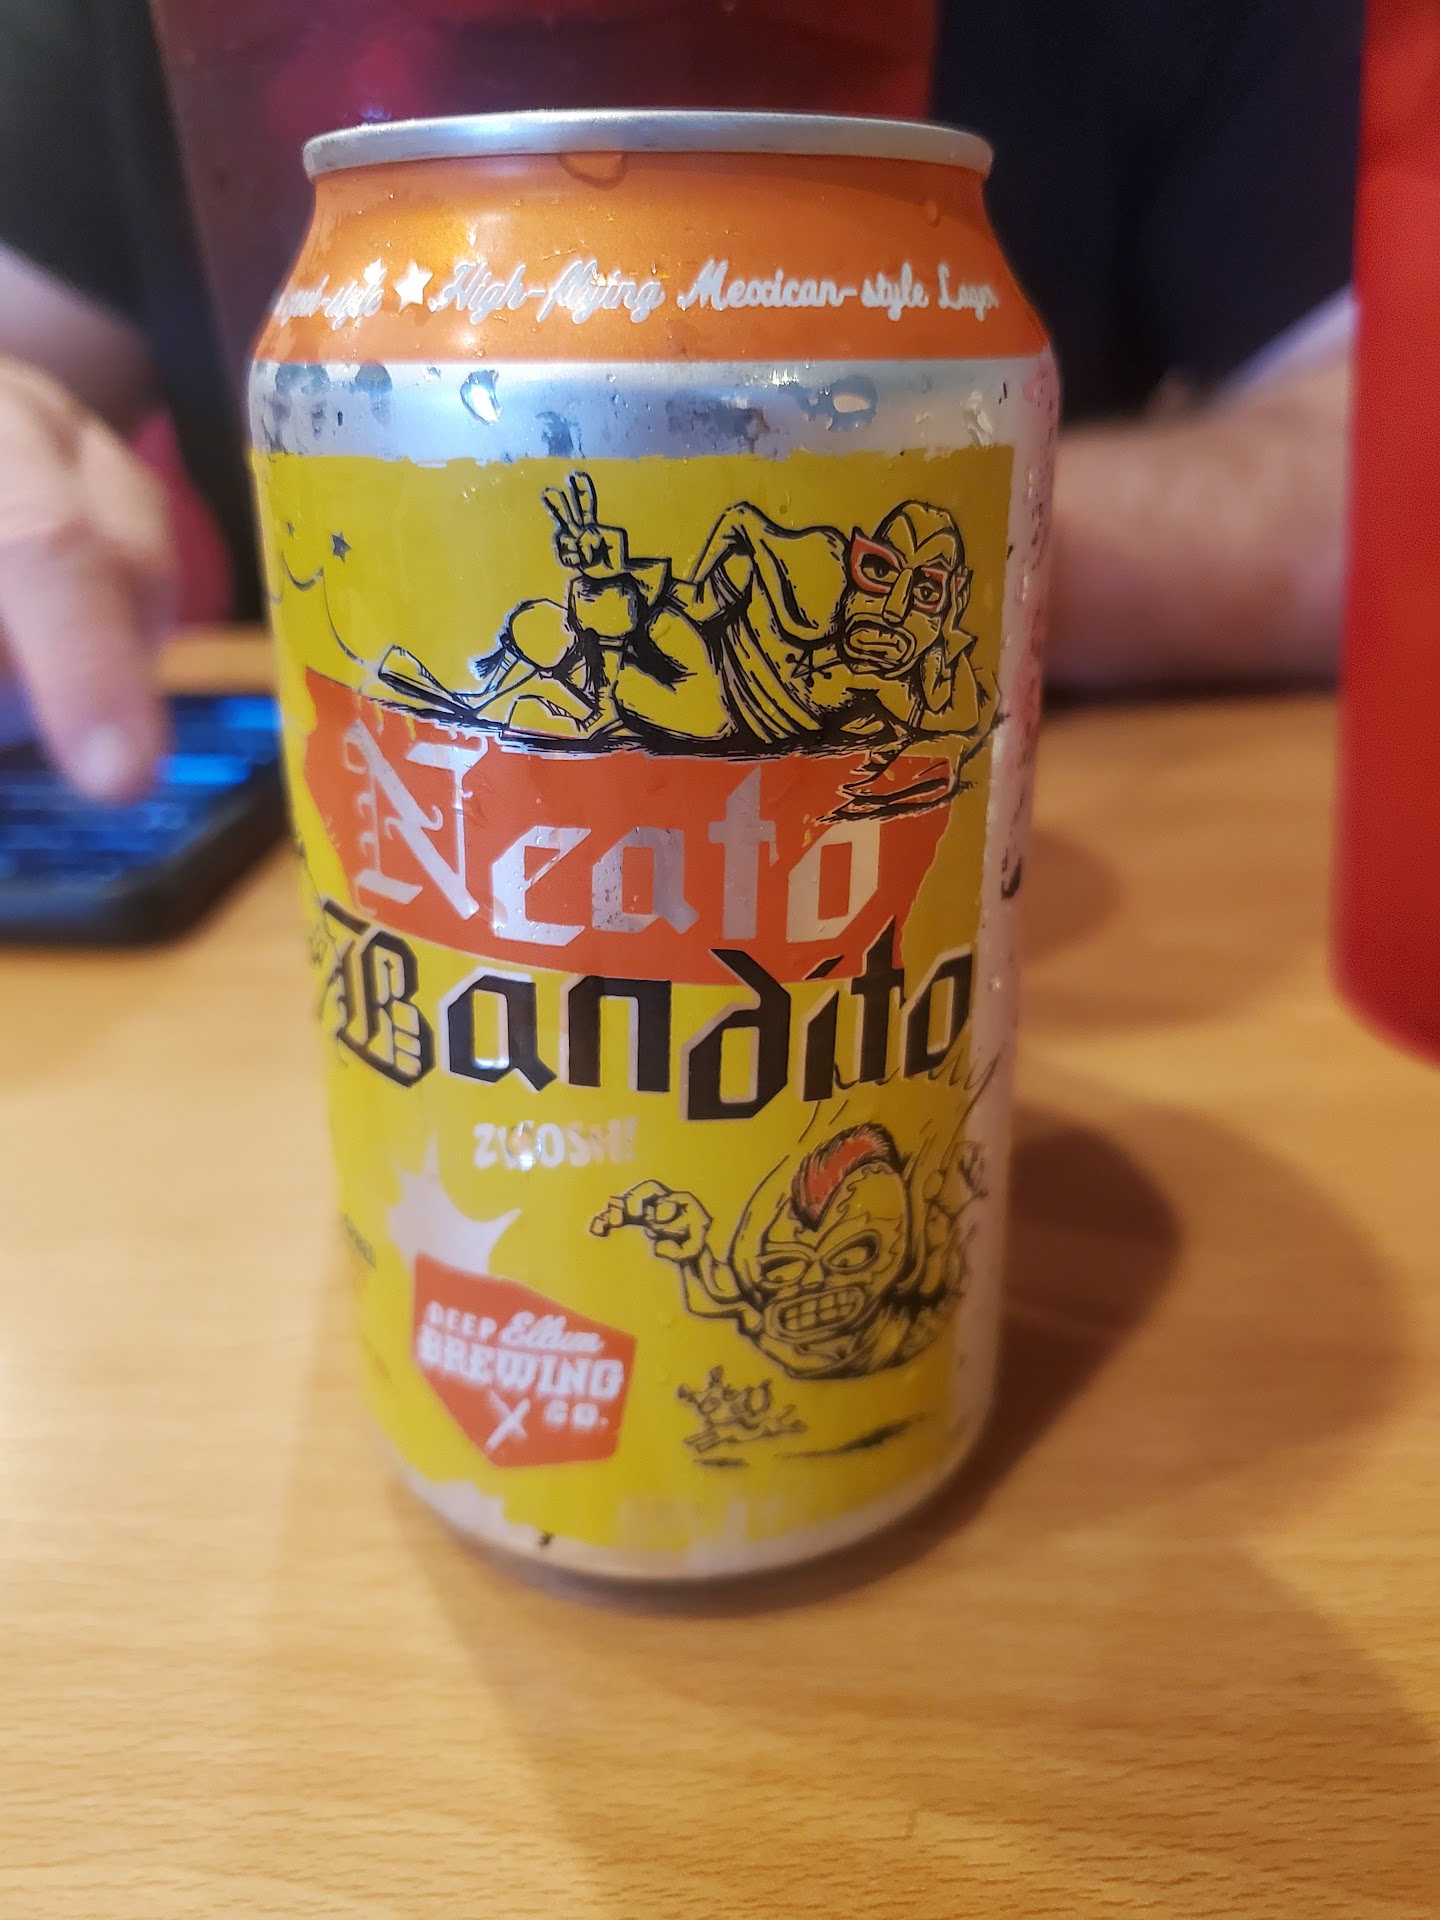 High-flying Mexican-style Lager
Neato
Bandito
ZWOSH!
DEEP Ellum
BREWING
CO.